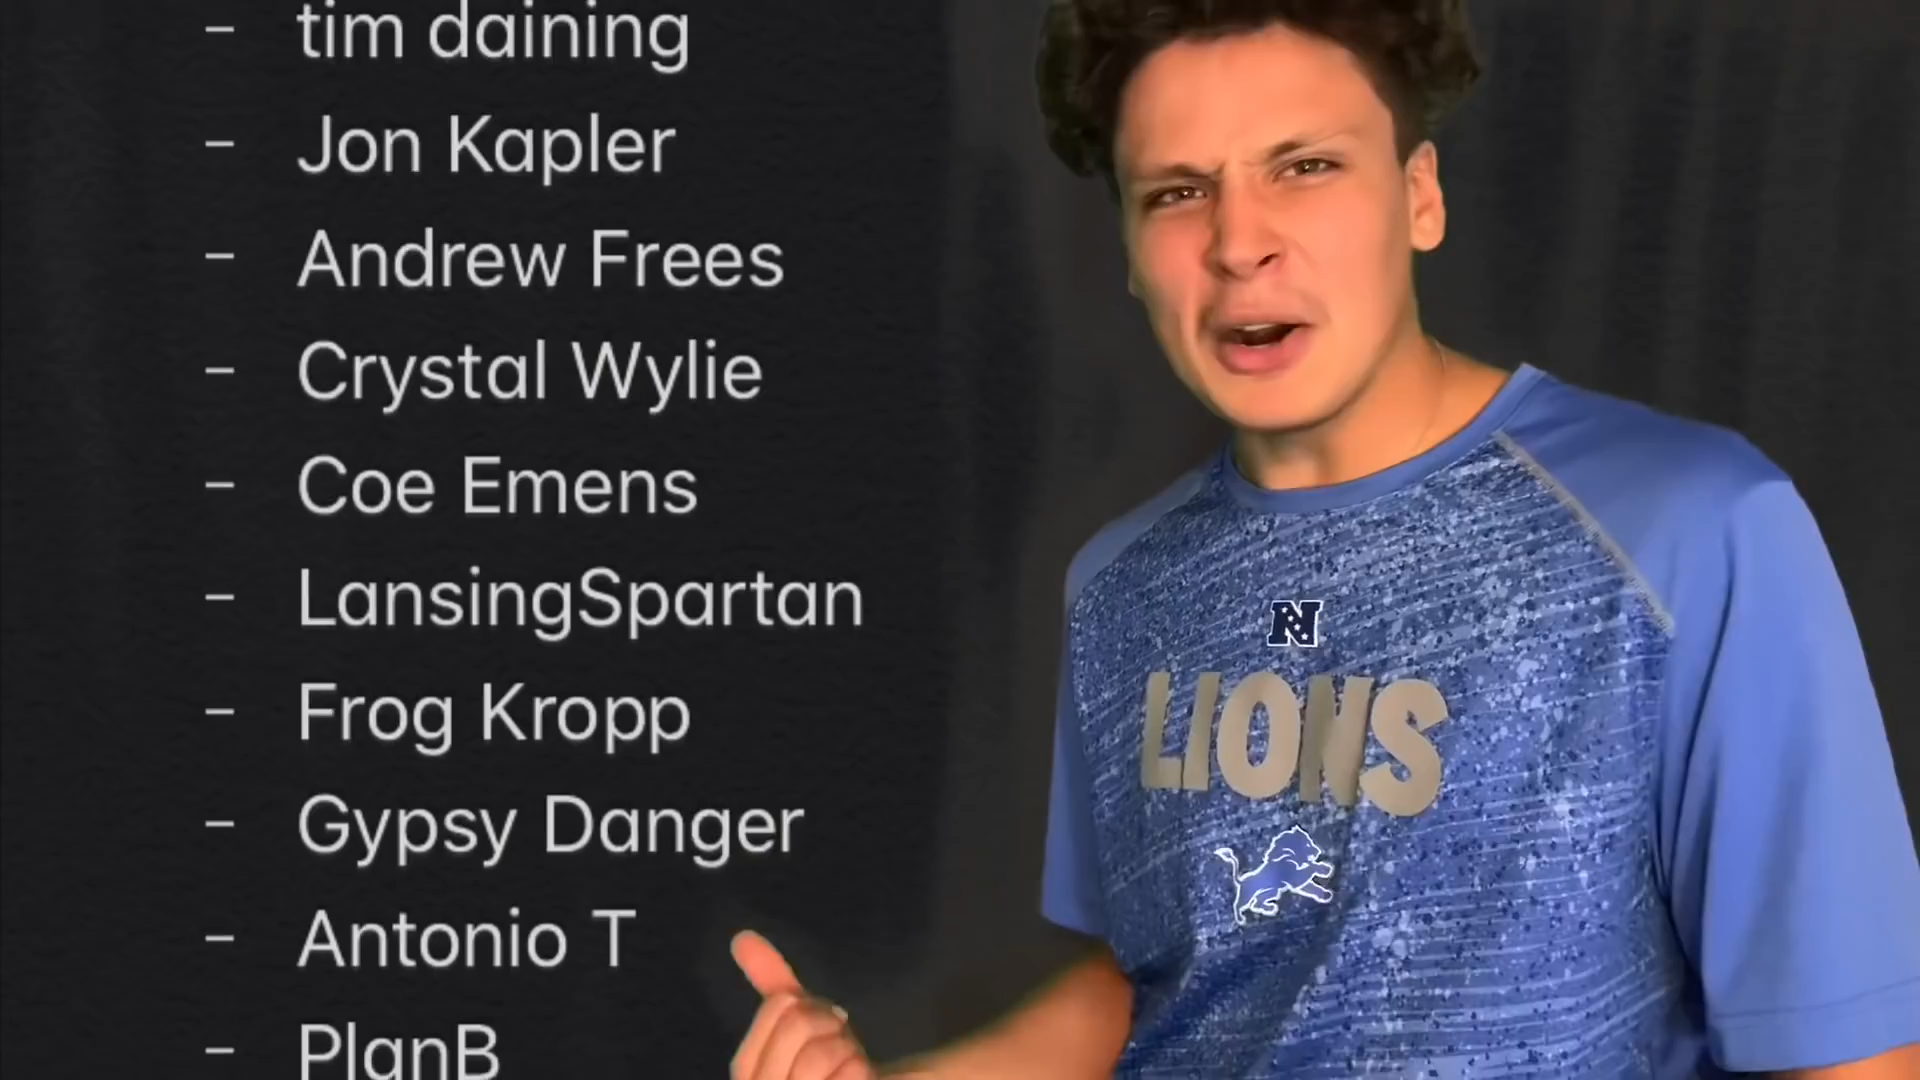 - tim daining
- Jon Kapler
- Andrew Frees
- Crystal Wylie
- Coe Emens
- LansingSpartan
- Frog Kropp
- Gypsy Danger
- Antonio T
- PlanB
N
LIONS